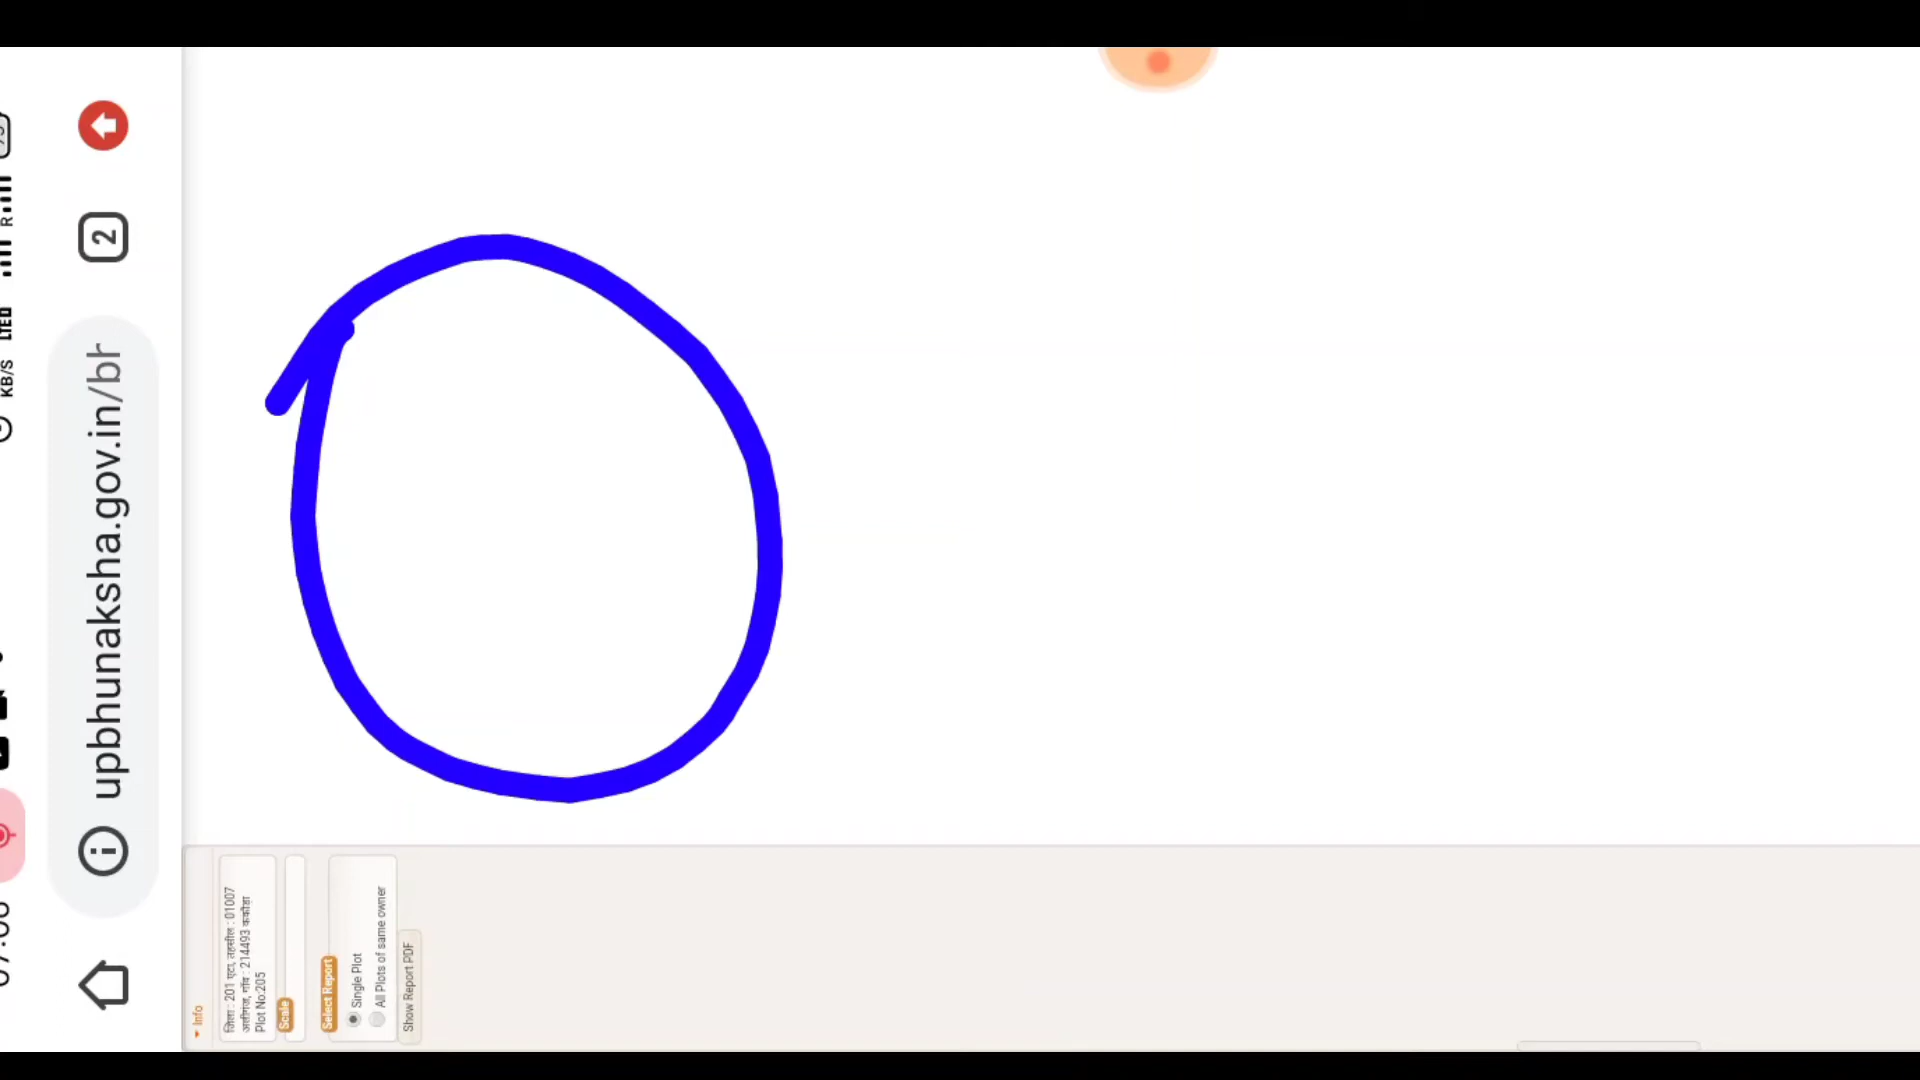 KB/S
R
2
upbhunaksha.gov.in/br
Info
जिला : 201 एटा, तहसील : 01007
अलीगंज, गाँव : 214493 ककोड़ा
Plot No:205
Scale
Select Report
Single Plot
All Plots of same owner
Show Report PDF